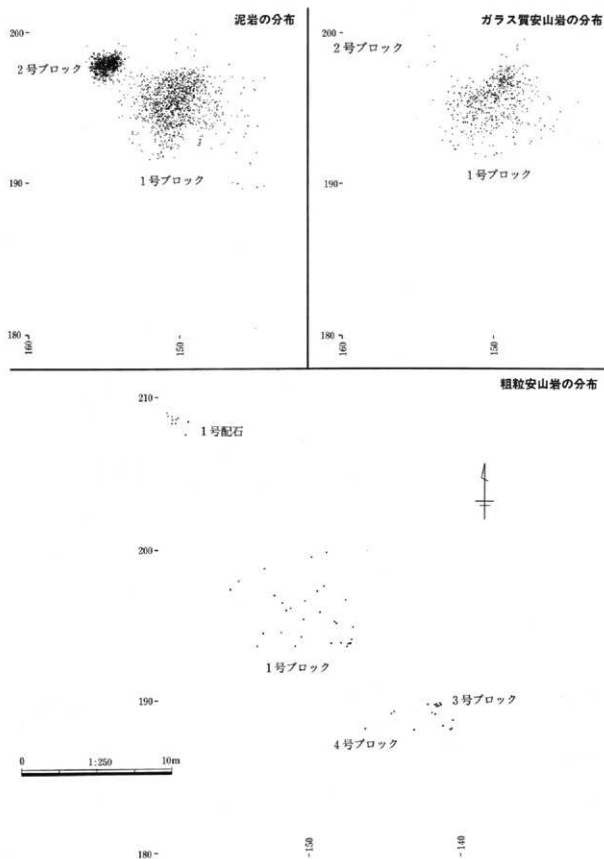 泥岩の分布
200
2号ブロック
1号ブロック
190
180
160
150
ガラス質安山岩の分布
200
2号ブロック
1号ブロック
190
180
160
150
粗粒安山岩の分布
210
1号配石
200
1号ブロック
190
3号ブロック
4号ブロック
0 1:250 10m
180
-150
-140